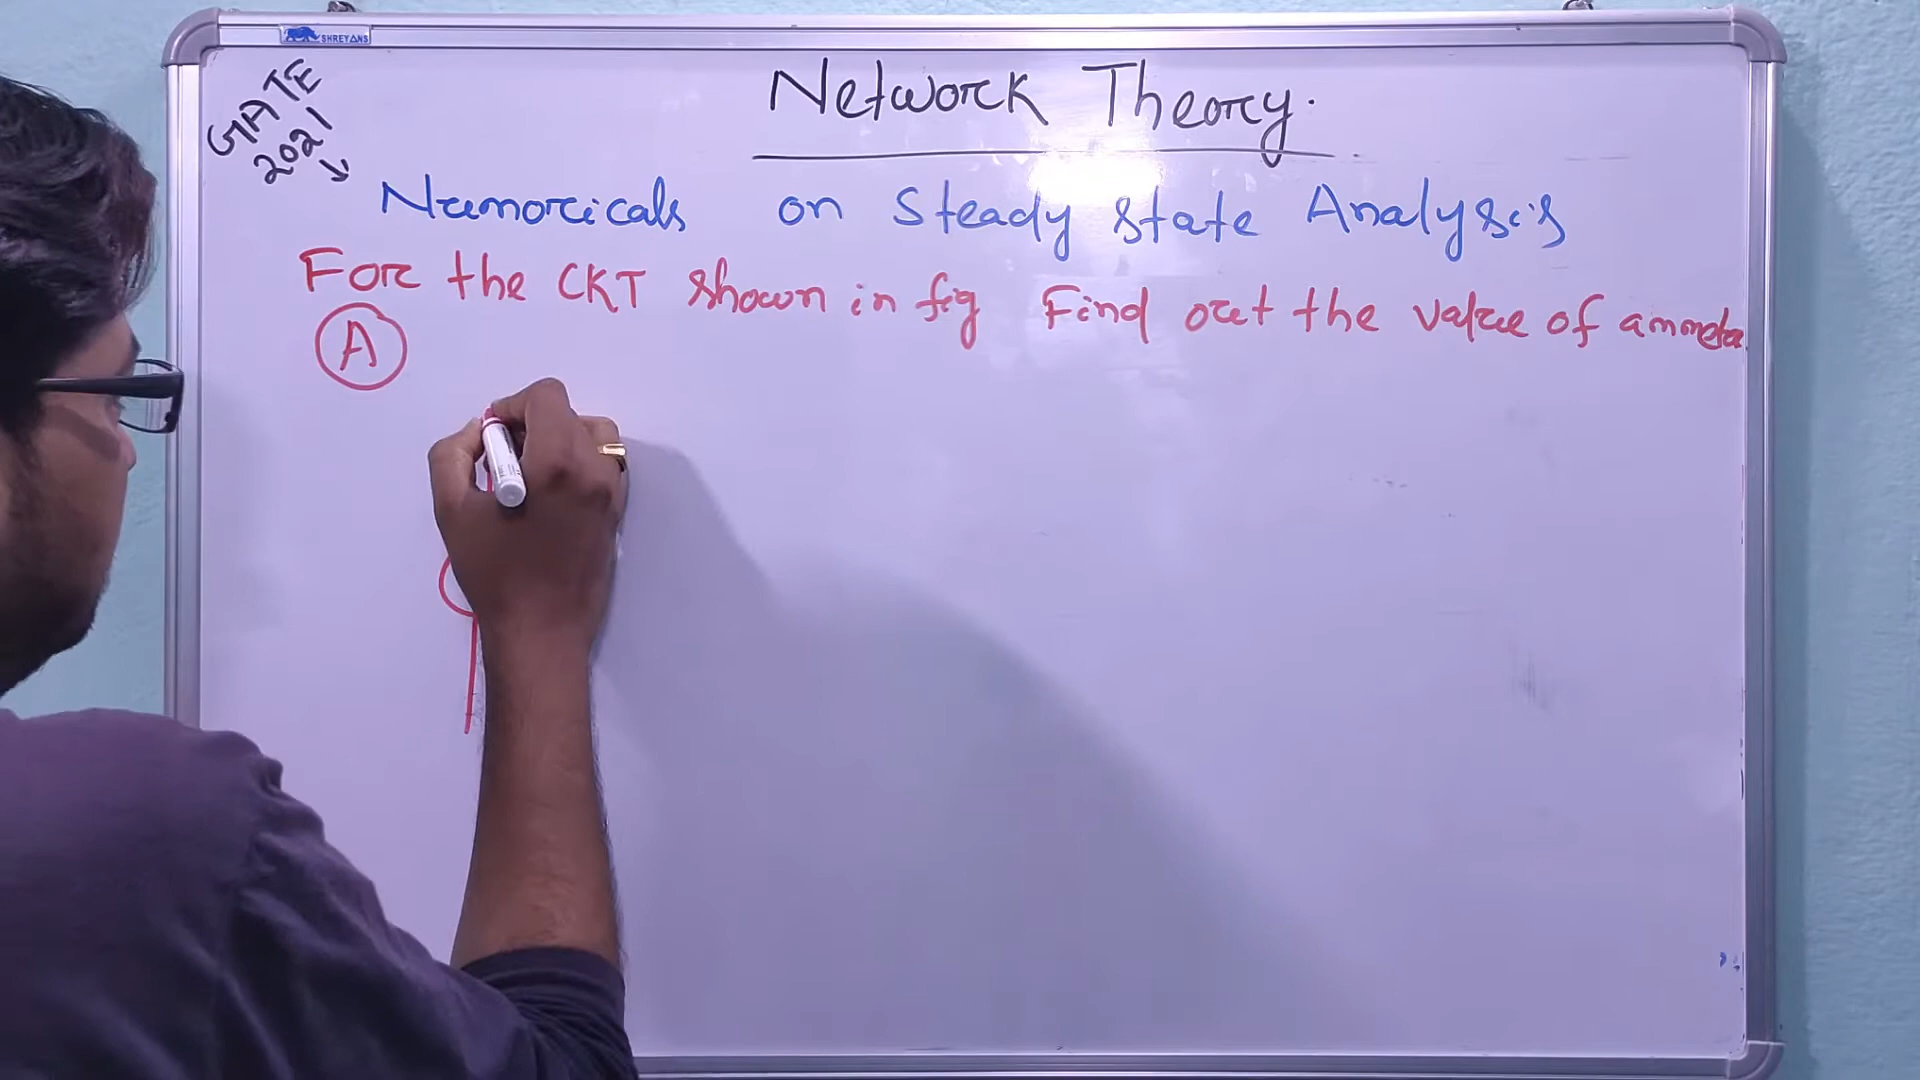 SHREYANS
GATE
2021
Network Theory.
Numericals on Steady state Analysis
For the CKT shown in fig Find out the value of ammeter
A